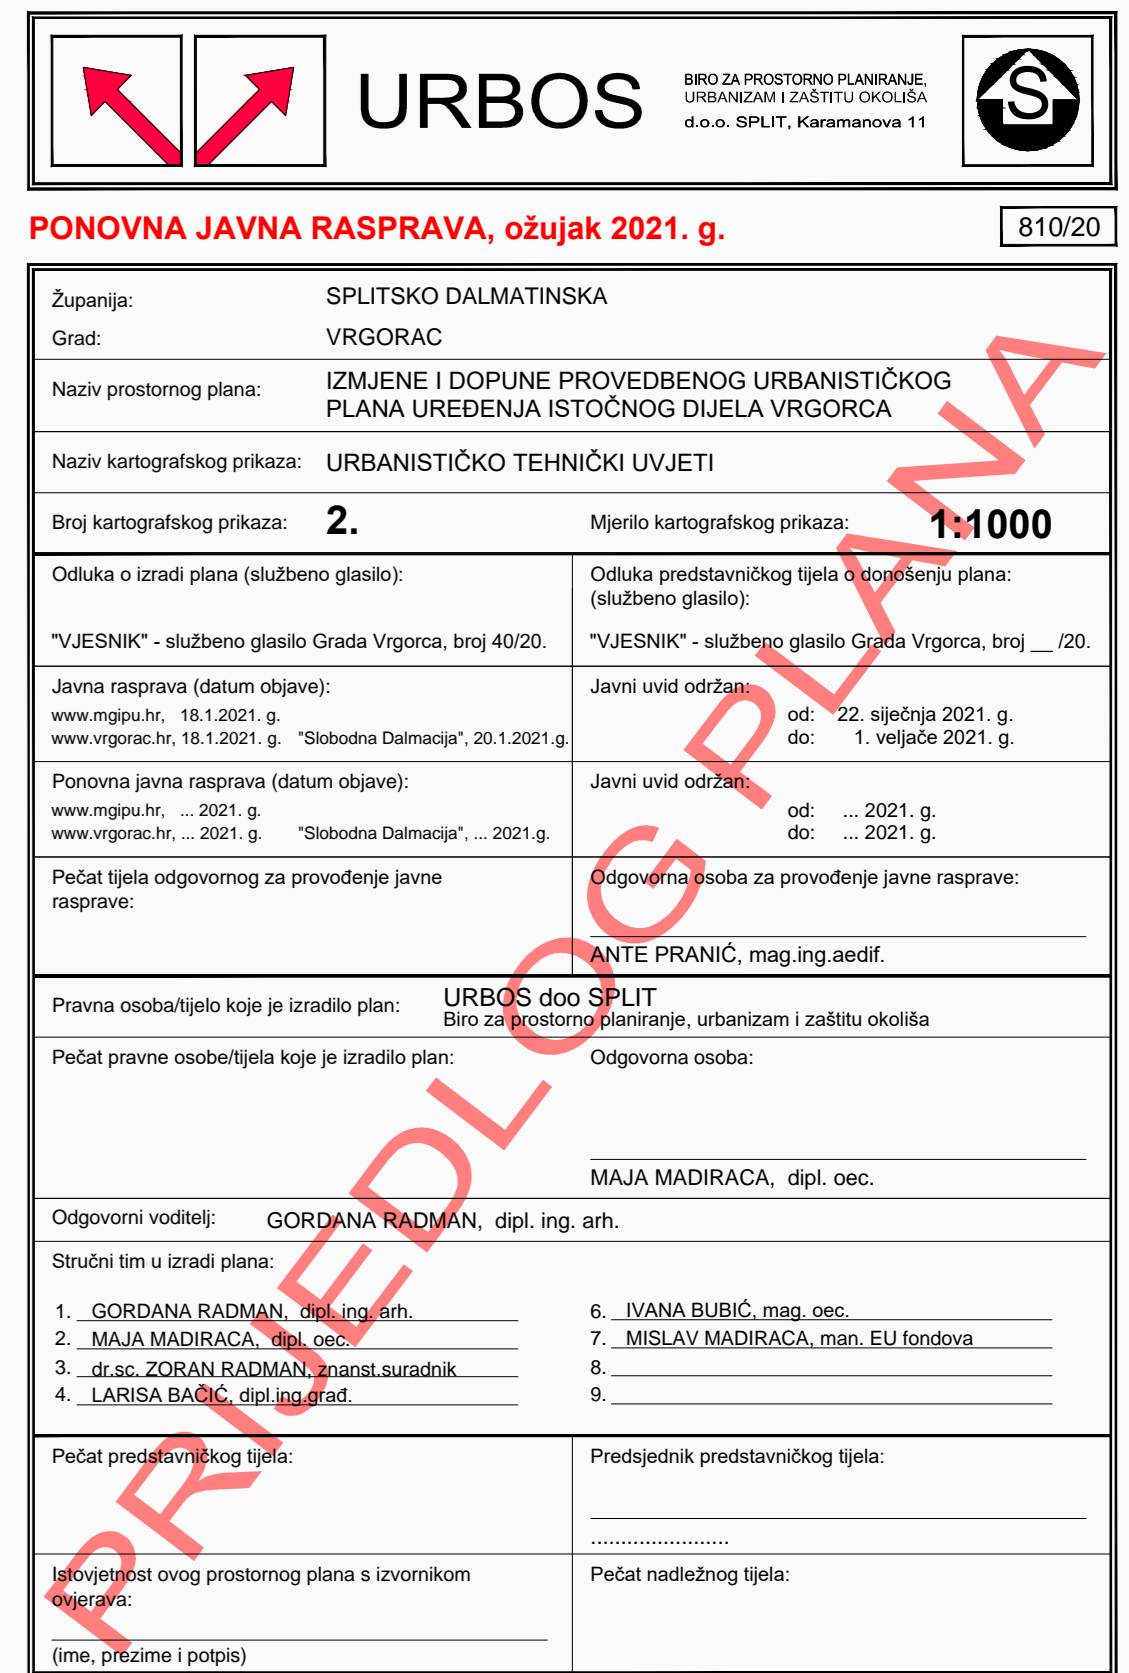 URBOS
BIRO ZA PROSTORNO PLANIRANJE,
URBANIZAM I ZAŠTITU OKOLIŠA
d.o.o. SPLIT, Karamanova 11
S
PONOVNA JAVNA RASPRAVA, ožujak 2021. g.
810/20
Županija: SPLITSKO DALMATINSKA
Grad: VRGORAC
Naziv prostornog plana: IZMJENE I DOPUNE PROVEDBENOG URBANISTIČKOG
PLANA UREĐENJA ISTOČNOG DIJELA VRGORCA
Naziv kartografskog prikaza: URBANISTIČKO TEHNIČKI UVJETI
Broj kartografskog prikaza: 2. Mjerilo kartografskog prikaza: 1:1000
Odluka o izradi plana (službeno glasilo):
"VJESNIK" - službeno glasilo Grada Vrgorca, broj 40/20.
Odluka predstavničkog tijela o donošenju plana:
(službeno glasilo):
"VJESNIK" - službeno glasilo Grada Vrgorca, broj __ /20.
Javna rasprava (datum objave):
www.mgipu.hr, 18.1.2021. g.
www.vrgorac.hr, 18.1.2021. g. "Slobodna Dalmacija", 20.1.2021.g.
Javni uvid održan:
od: 22. siječnja 2021. g.
do: 1. veljače 2021. g.
Ponovna javna rasprava (datum objave):
www.mgipu.hr, ... 2021. g.
www.vrgorac.hr, ... 2021. g. "Slobodna Dalmacija", ... 2021.g.
Javni uvid održan:
od: ... 2021. g.
do: ... 2021. g.
Pečat tijela odgovornog za provođenje javne
rasprave:
Odgovorna osoba za provođenje javne rasprave:
ANTE PRANIĆ, mag.ing.aedif.
Pravna osoba/tijelo koje je izradilo plan: URBOS doo SPLIT
Biro za prostorno planiranje, urbanizam i zaštitu okoliša
Pečat pravne osobe/tijela koje je izradilo plan:
Odgovorna osoba:
MAJA MADIRACA, dipl. oec.
Odgovorni voditelj: GORDANA RADMAN, dipl. ing. arh.
Stručni tim u izradi plana:
1. GORDANA RADMAN, dipl. ing. arh.
2. MAJA MADIRACA, dipl. oec.
3. dr.sc. ZORAN RADMAN, znanst.suradnik
4. LARISA BAČIĆ, dipl.ing.građ.
6. IVANA BUBIĆ, mag. oec.
7. MISLAV MADIRACA, man. EU fondova
8.
9.
Pečat predstavničkog tijela:
Predsjednik predstavničkog tijela:
.......................
Istovjetnost ovog prostornog plana s izvornikom
ovjerava:
(ime, prezime i potpis)
Pečat nadležnog tijela:
PRIJEDLOG PLANA